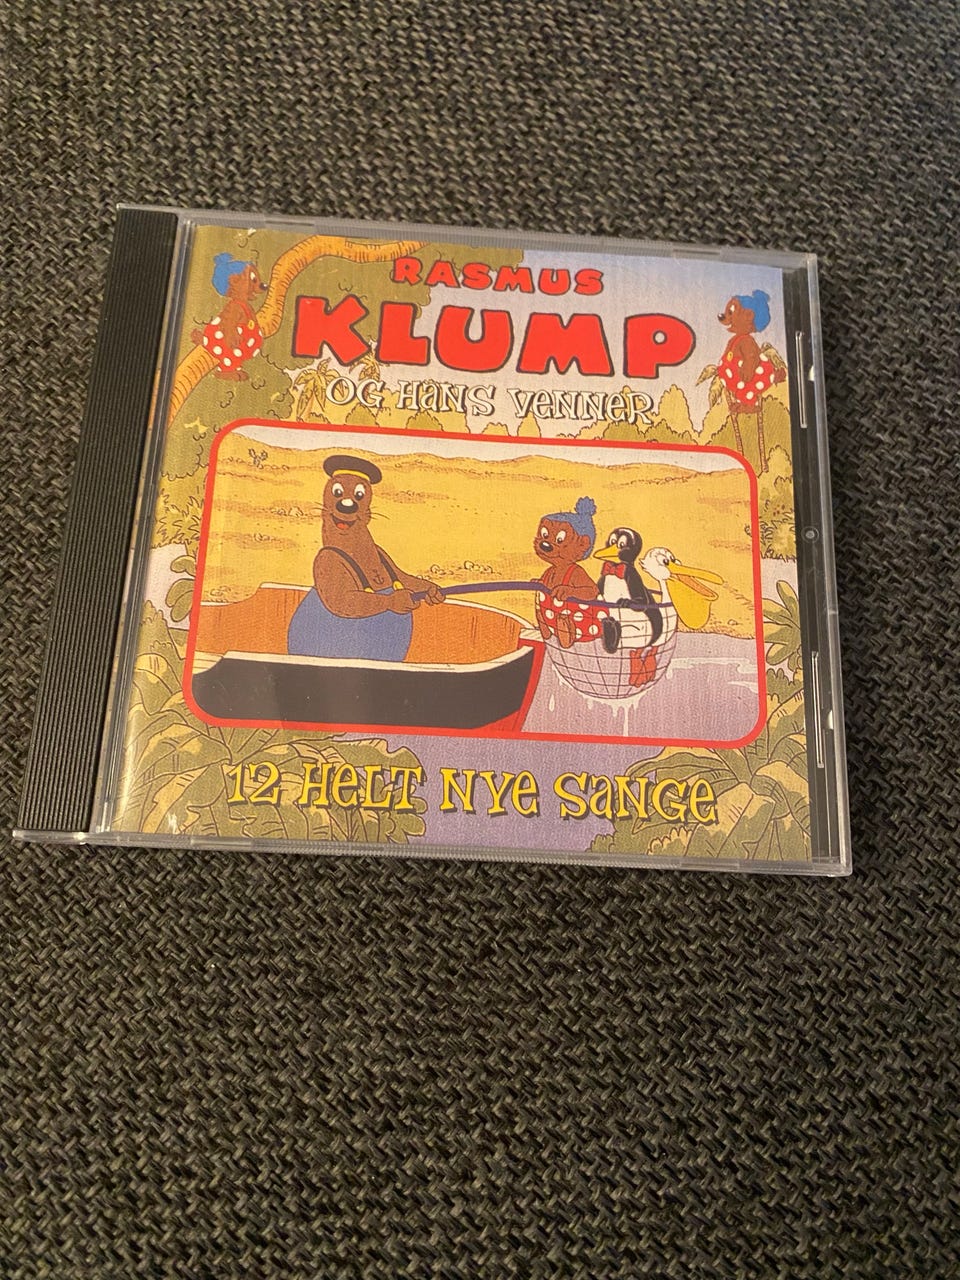 RASMUS
KLUMP
OG HaNS VeNNeR
12 HeLT NYe SaNGe